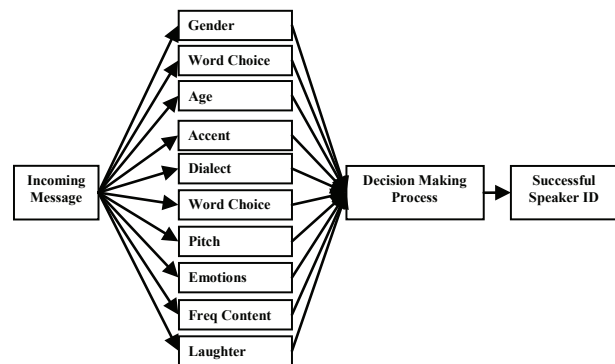 Gender
Word Choice
Age
Accent
Dialect
Word Choice
Pitch
Emotions
Freq Content
Laughter
Incoming
Message
Decision Making
Process
Successful
Speaker ID